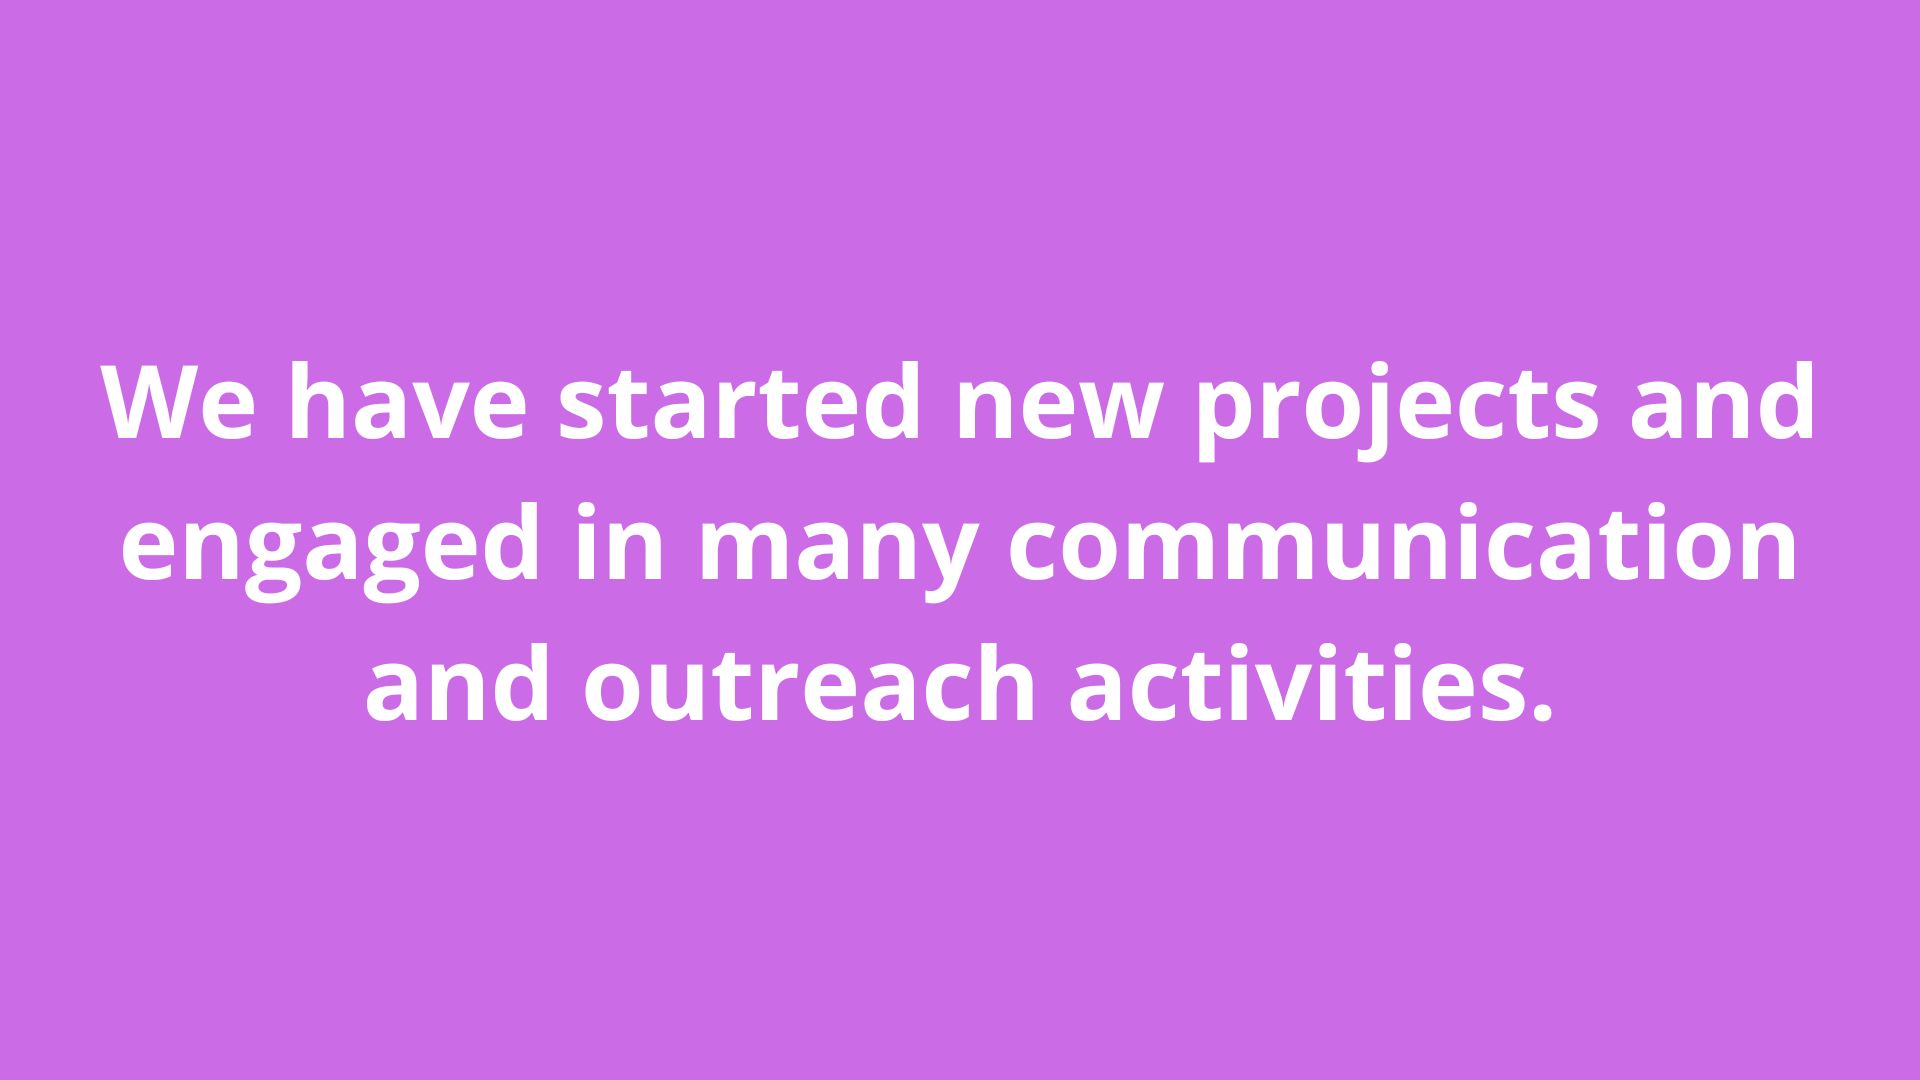 We have started new projects and
engaged in many communication
and outreach activities.